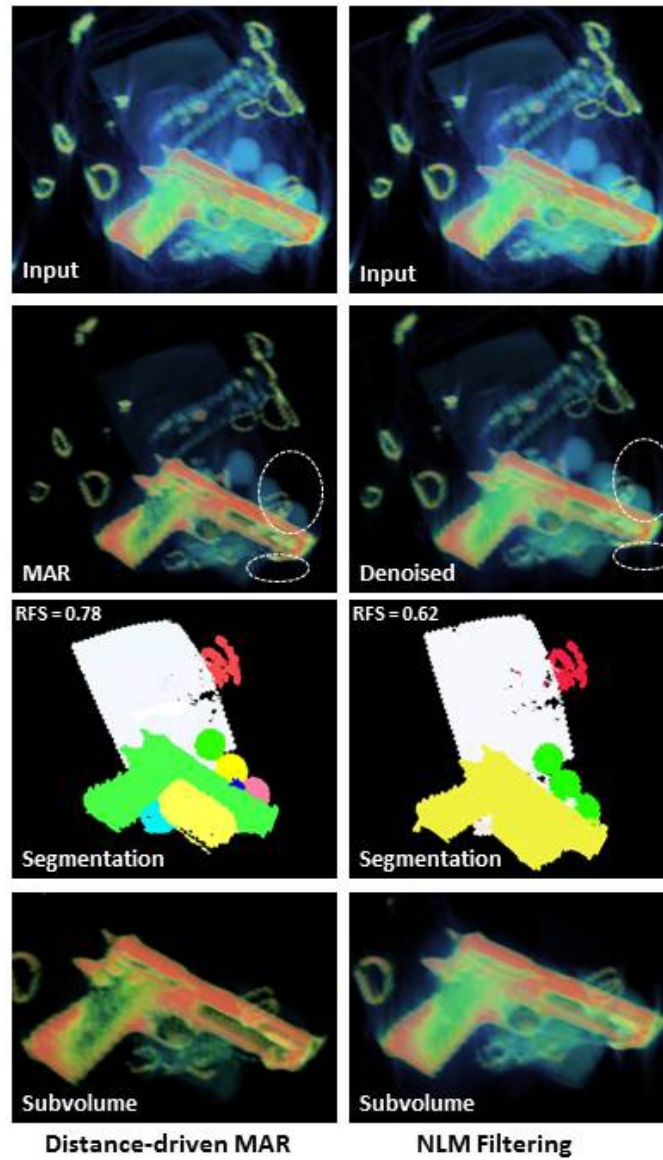 Input
Input
MAR
Denoised
RFS = 0.78
RFS = 0.62
Segmentation
Segmentation
Subvolume
Subvolume
Distance-driven MAR
NLM Filtering